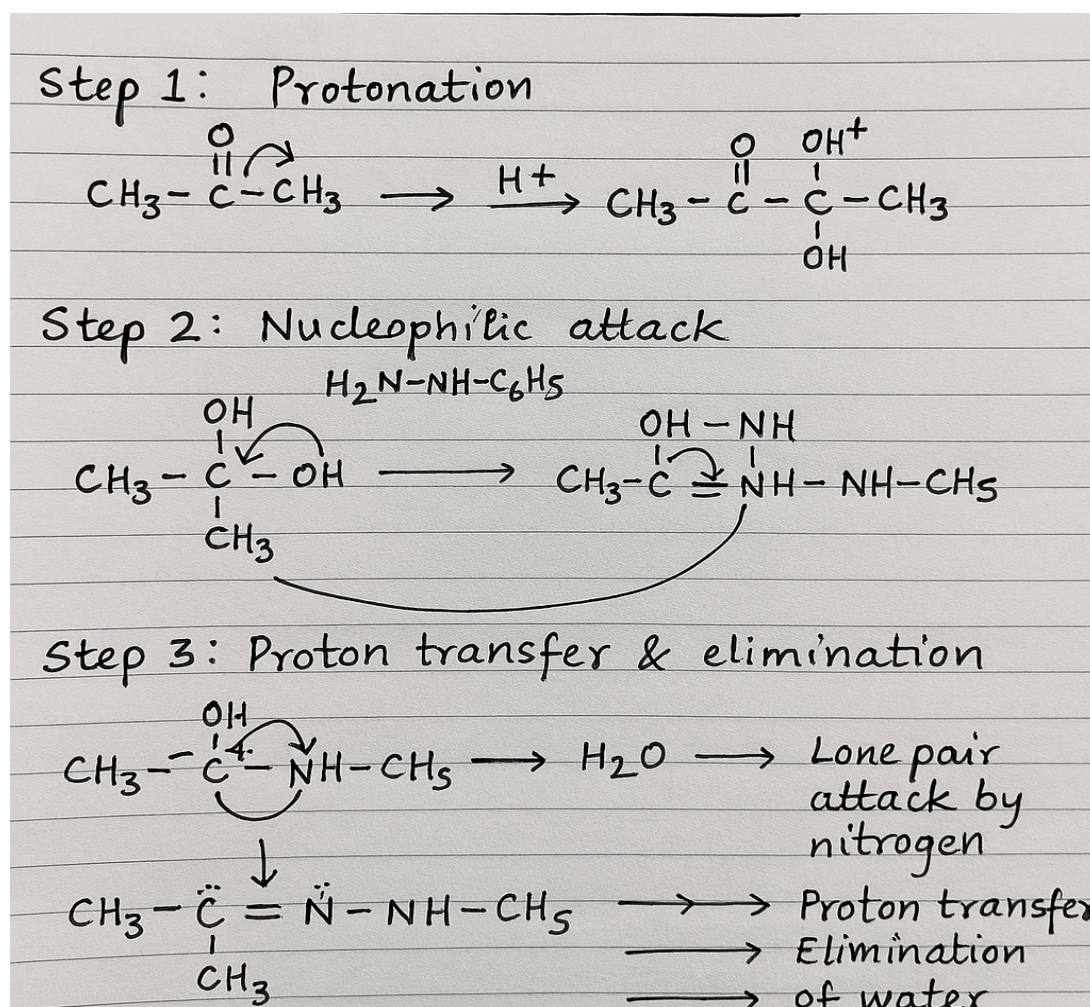 Step 1: Protonation
O O OH+
CH3 - C - CH3 → H+ → CH3 - C - C - CH3
OH
Step 2: Nucleophilic attack
H2N-NH-C6H5
OH OH - NH
CH3 - C - OH → CH3 - C = NH - NH - CH5
CH3
Step 3: Proton transfer & elimination
OH
CH3 - C - NH - CH5 → H2O → Lone pair
attack by
nitrogen
CH3 - C = N - NH - CH5 →→ Proton transfer
→ Elimination
CH3
→ of water